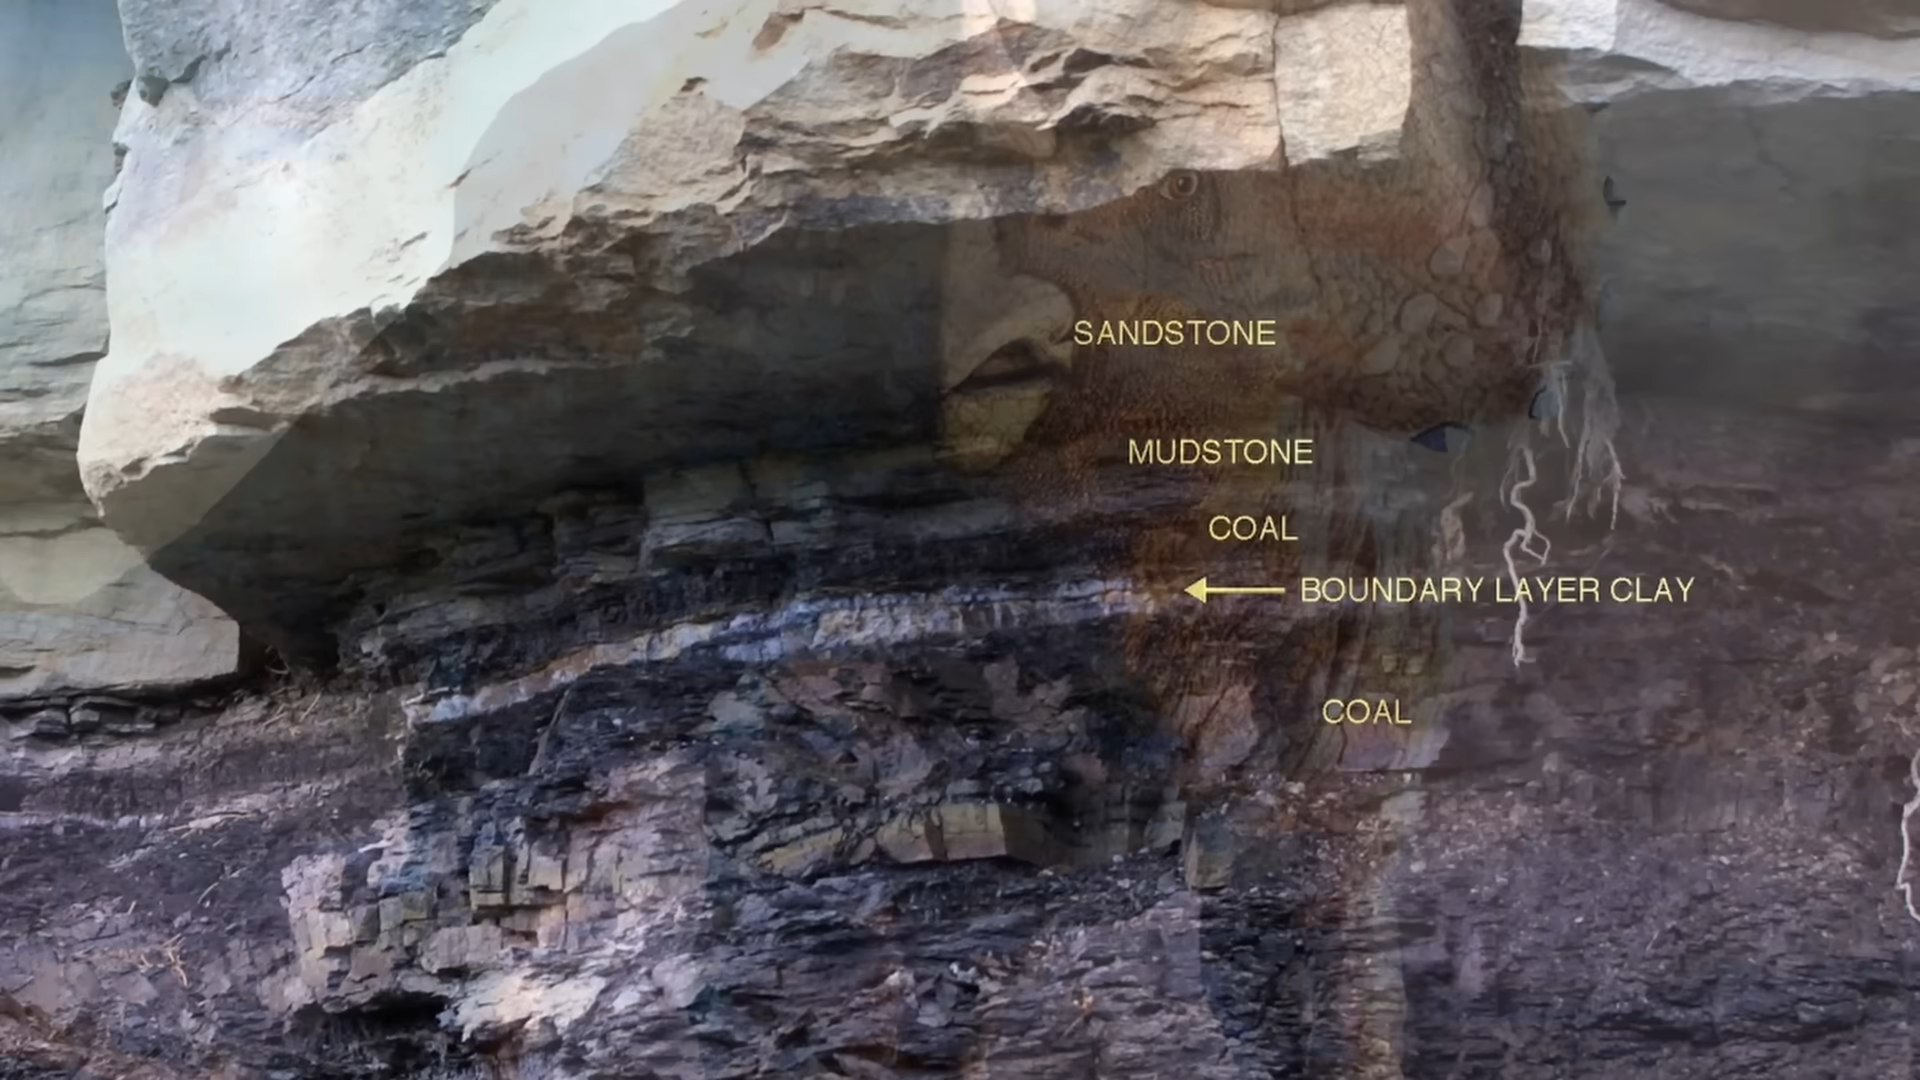 SANDSTONE
MUDSTONE
COAL
BOUNDARY LAYER CLAY
COAL